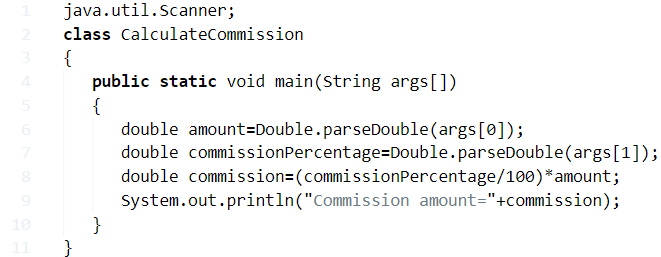 1 java.util.Scanner;
2 class CalculateCommission
3 {
4 public static void main(String args[])
5 {
6 double amount=Double.parseDouble(args[0]);
7 double commissionPercentage=Double.parseDouble(args[1]);
8 double commission=(commissionPercentage/100)*amount;
9 System.out.println("Commission amount="+commission);
10 }
11 }